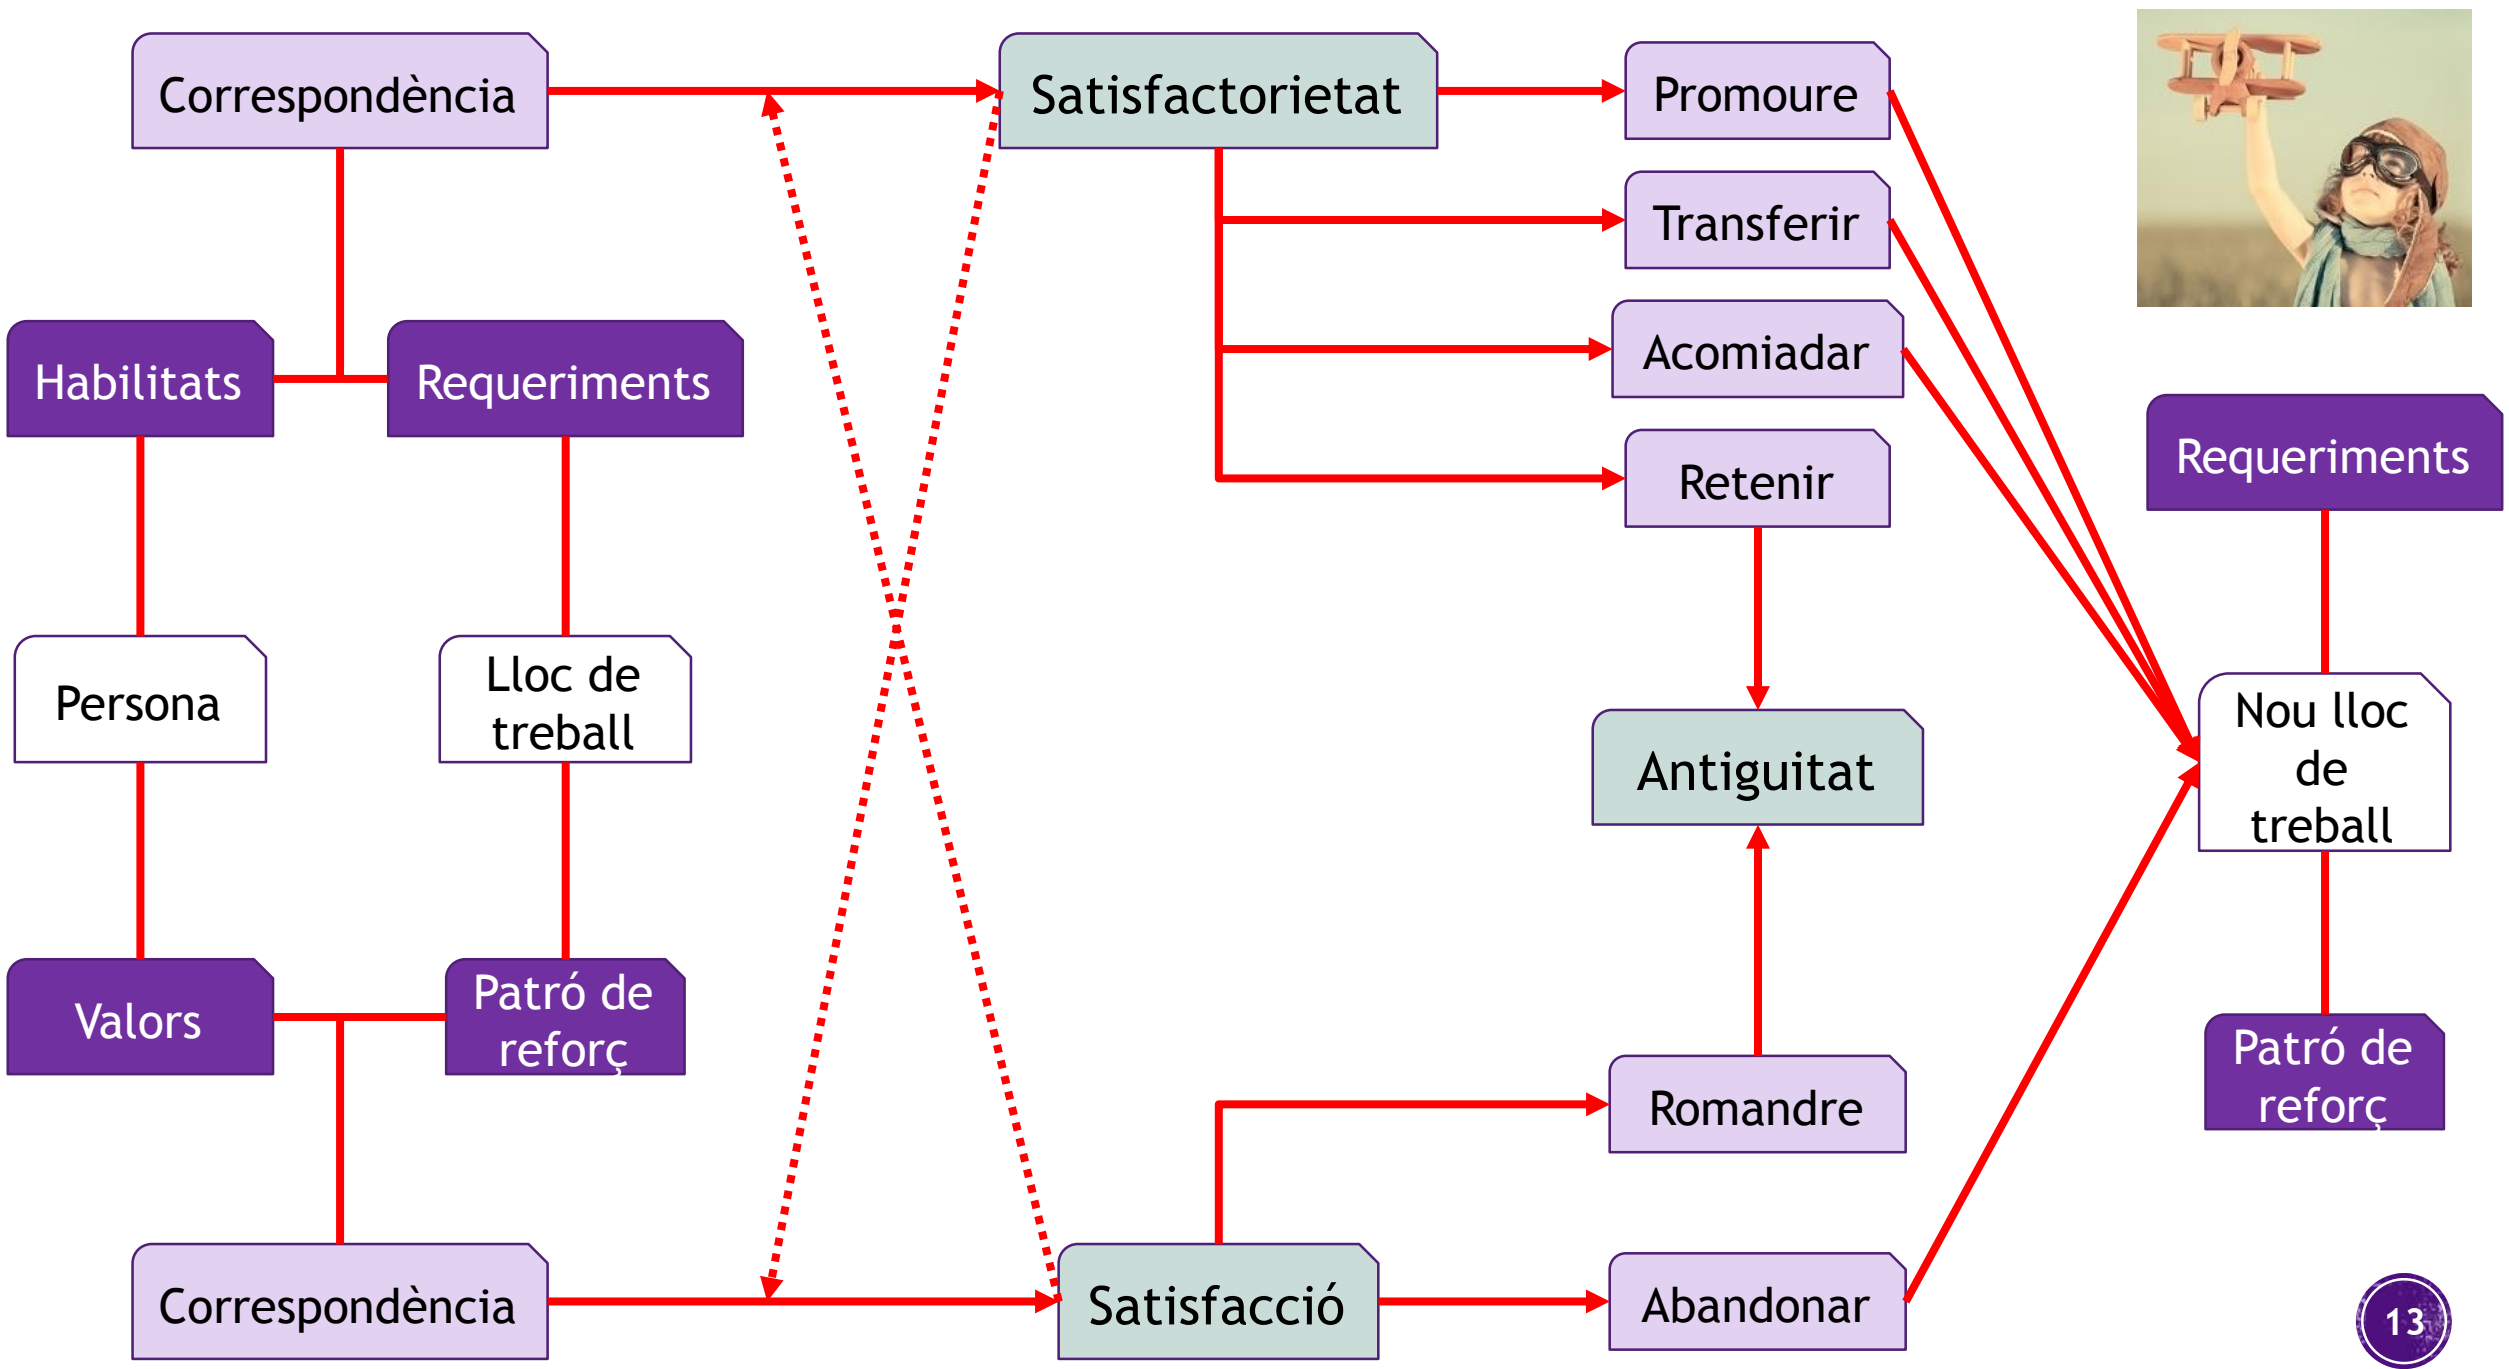 Correspondència
Satisfactorietat
Promoure
Transferir
Acomiadar
Habilitats
Requeriments
Retenir
Requeriments
Persona
Lloc de
treball
Antiguitat
Nou lloc
de
treball
Valors
Patró de
reforç
Romandre
Patró de
reforç
Correspondència
Satisfacció
Abandonar
13